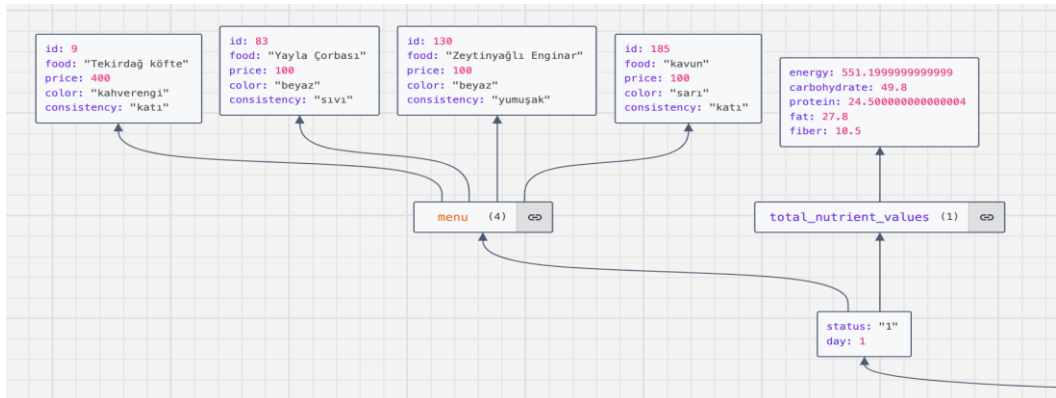 id: 9
food: "Tekirdağ köfte"
price: 400
color: "kahverengi"
consistency: "katı"
id: 83
food: "Yayla Çorbası"
price: 100
color: "beyaz"
consistency: "sıvı"
id: 130
food: "Zeytinyağlı Enginar"
price: 100
color: "beyaz"
consistency: "yumuşak"
id: 185
food: "kavun"
price: 100
color: "sarı"
consistency: "katı"
energy: 551.1999999999999
carbohydrate: 49.8
protein: 24.500000000000004
fat: 27.8
fiber: 10.5
menu (4)
total_nutrient_values (1)
status: "1"
day: 1